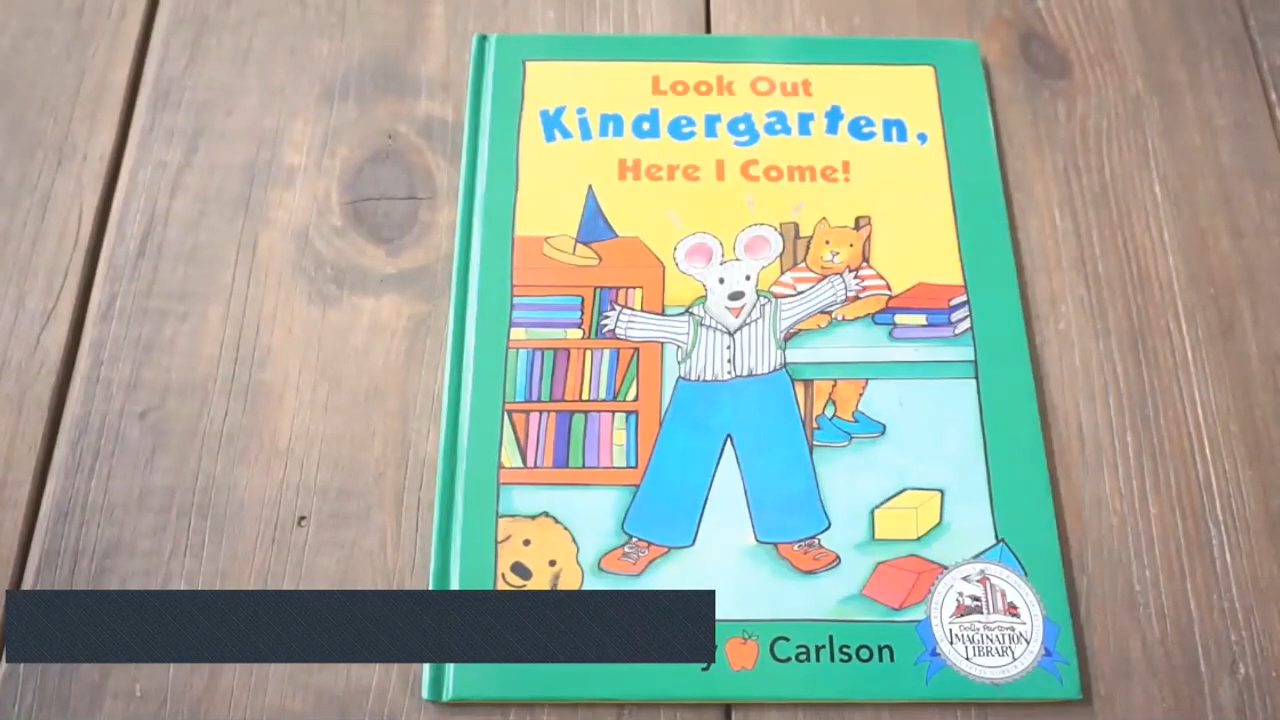 Look Out
Kindergarten,
Here I Come!
y Carlson
Dolly Parton's
IMAGINATION
LIBRARY